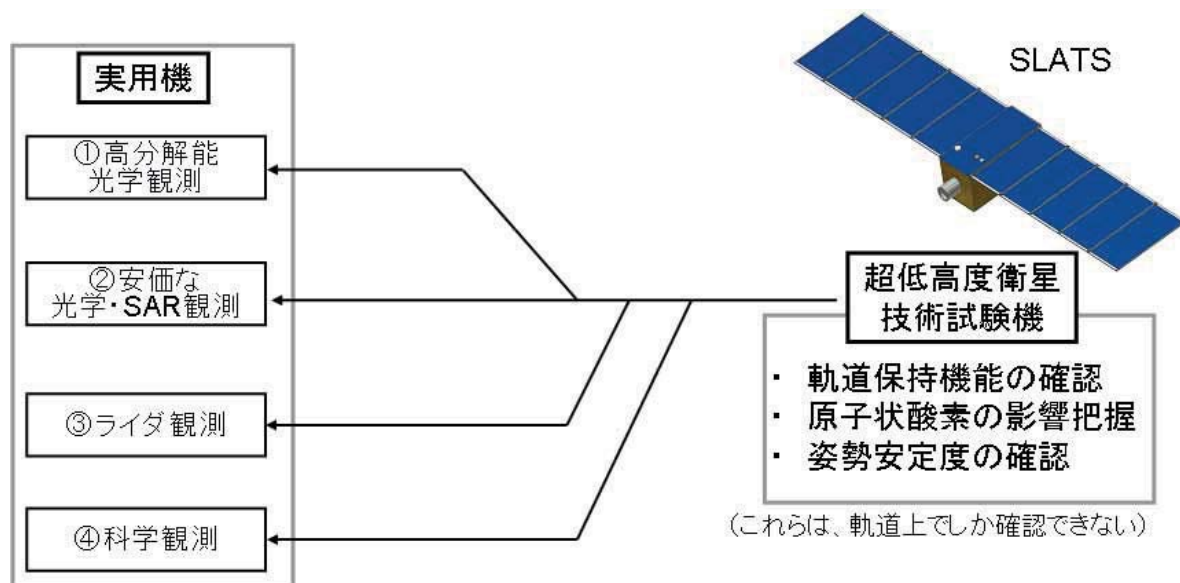 実用機
①高分解能
光学観測
②安価な
光学・SAR観測
③ライダ観測
④科学観測
SLATS
超低高度衛星
技術試験機
・ 軌道保持機能の確認
・ 原子状酸素の影響把握
・ 姿勢安定度の確認
（これらは、軌道上でしか確認できない）